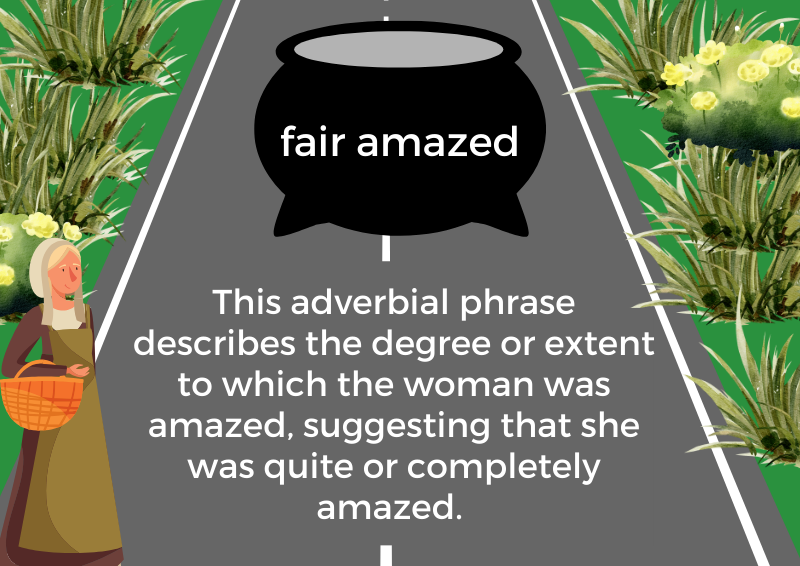 fair amazed
This adverbial phrase
describes the degree or extent
to which the woman was
amazed, suggesting that she
was quite or completely
amazed.